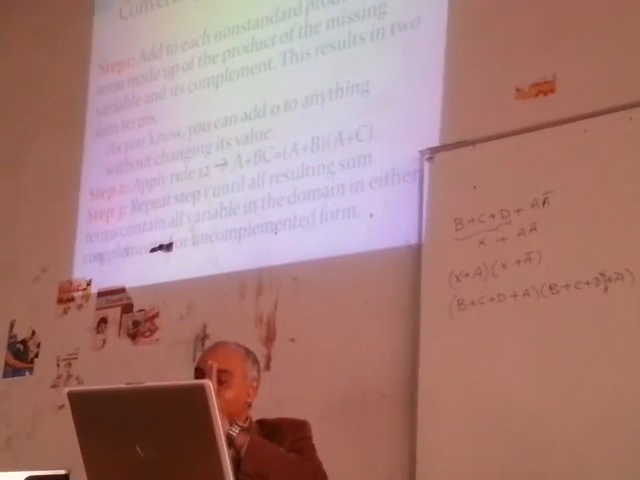 Step1: Add to each nonstandard
term made up of the product of the missing
variable and its complement. This results in two
sum terms.
As you know, you can add 0 to anything
without changing its value.
Step 2: Apply rule 12 → A+BC=(A+B)(A+C).
Step 3: Repeat step 1 until all resulting sum
terms contain all variable in the domain in either
or uncomplemented form.
B+C+D + AĀ
X + AĀ
(X+A)(X+Ā)
(B+C+D+A)(B+C+D+Ā)